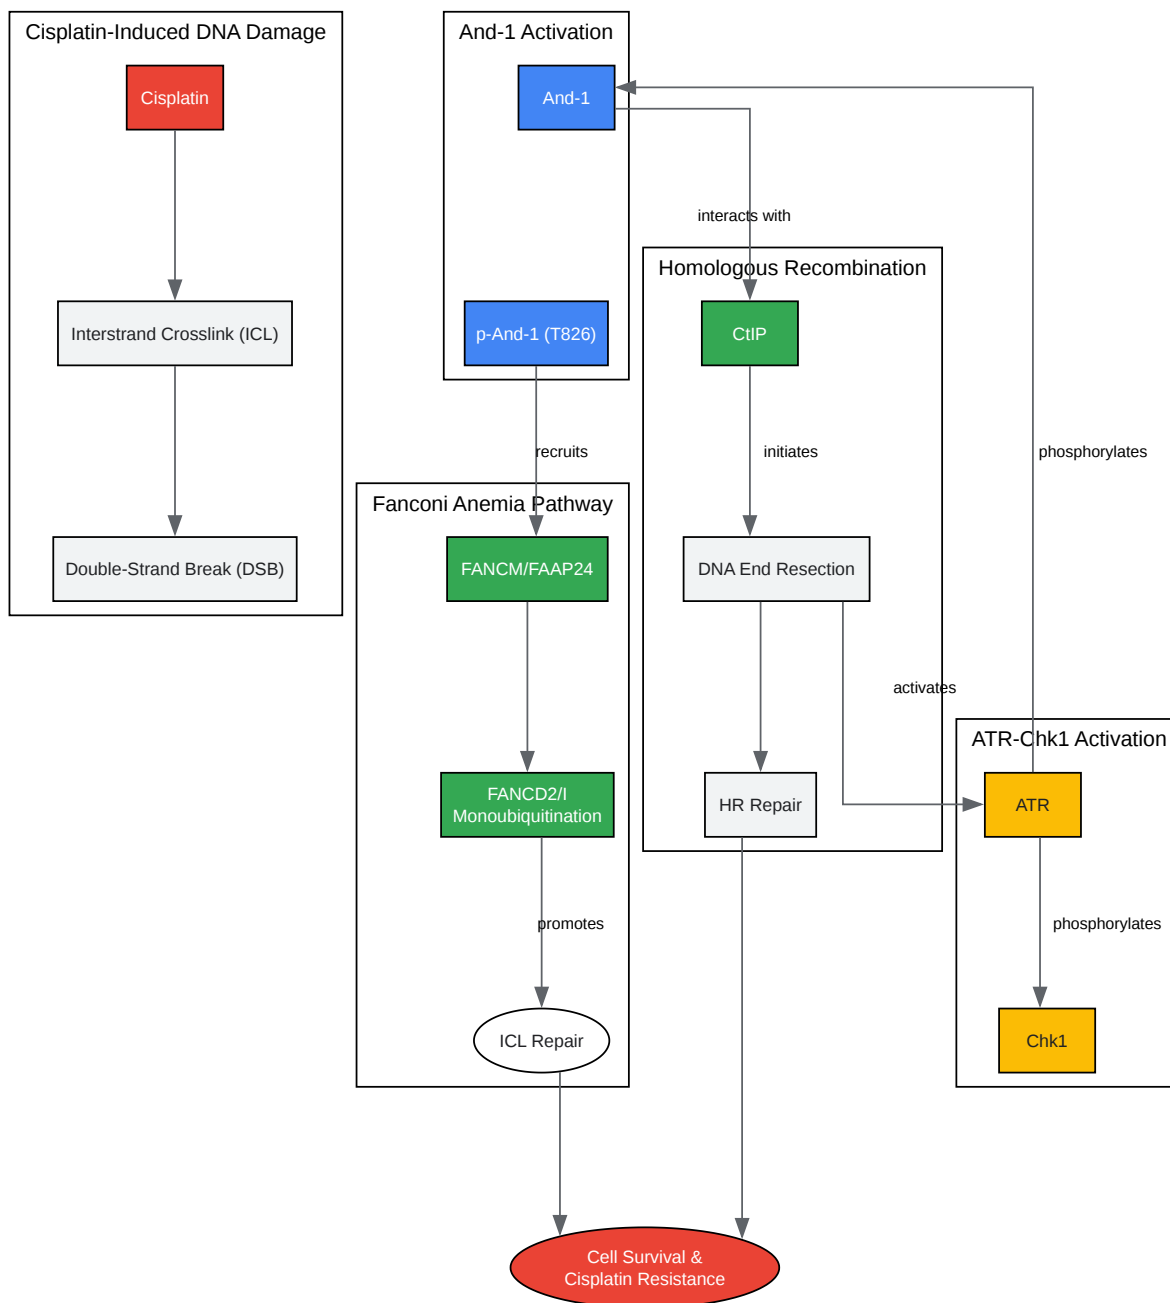 Cisplatin-Induced DNA Damage
Cisplatin
Interstrand Crosslink (ICL)
Double-Strand Break (DSB)
And-1 Activation
And-1
p-And-1 (T826)
interacts with
recruits
Fanconi Anemia Pathway
FANCM/FAAP24
FANCD2/I
Monoubiquitination
promotes
ICL Repair
Homologous Recombination
CtIP
initiates
DNA End Resection
activates
HR Repair
phosphorylates
ATR-Chk1 Activation
ATR
phosphorylates
Chk1
Cell Survival &
Cisplatin Resistance